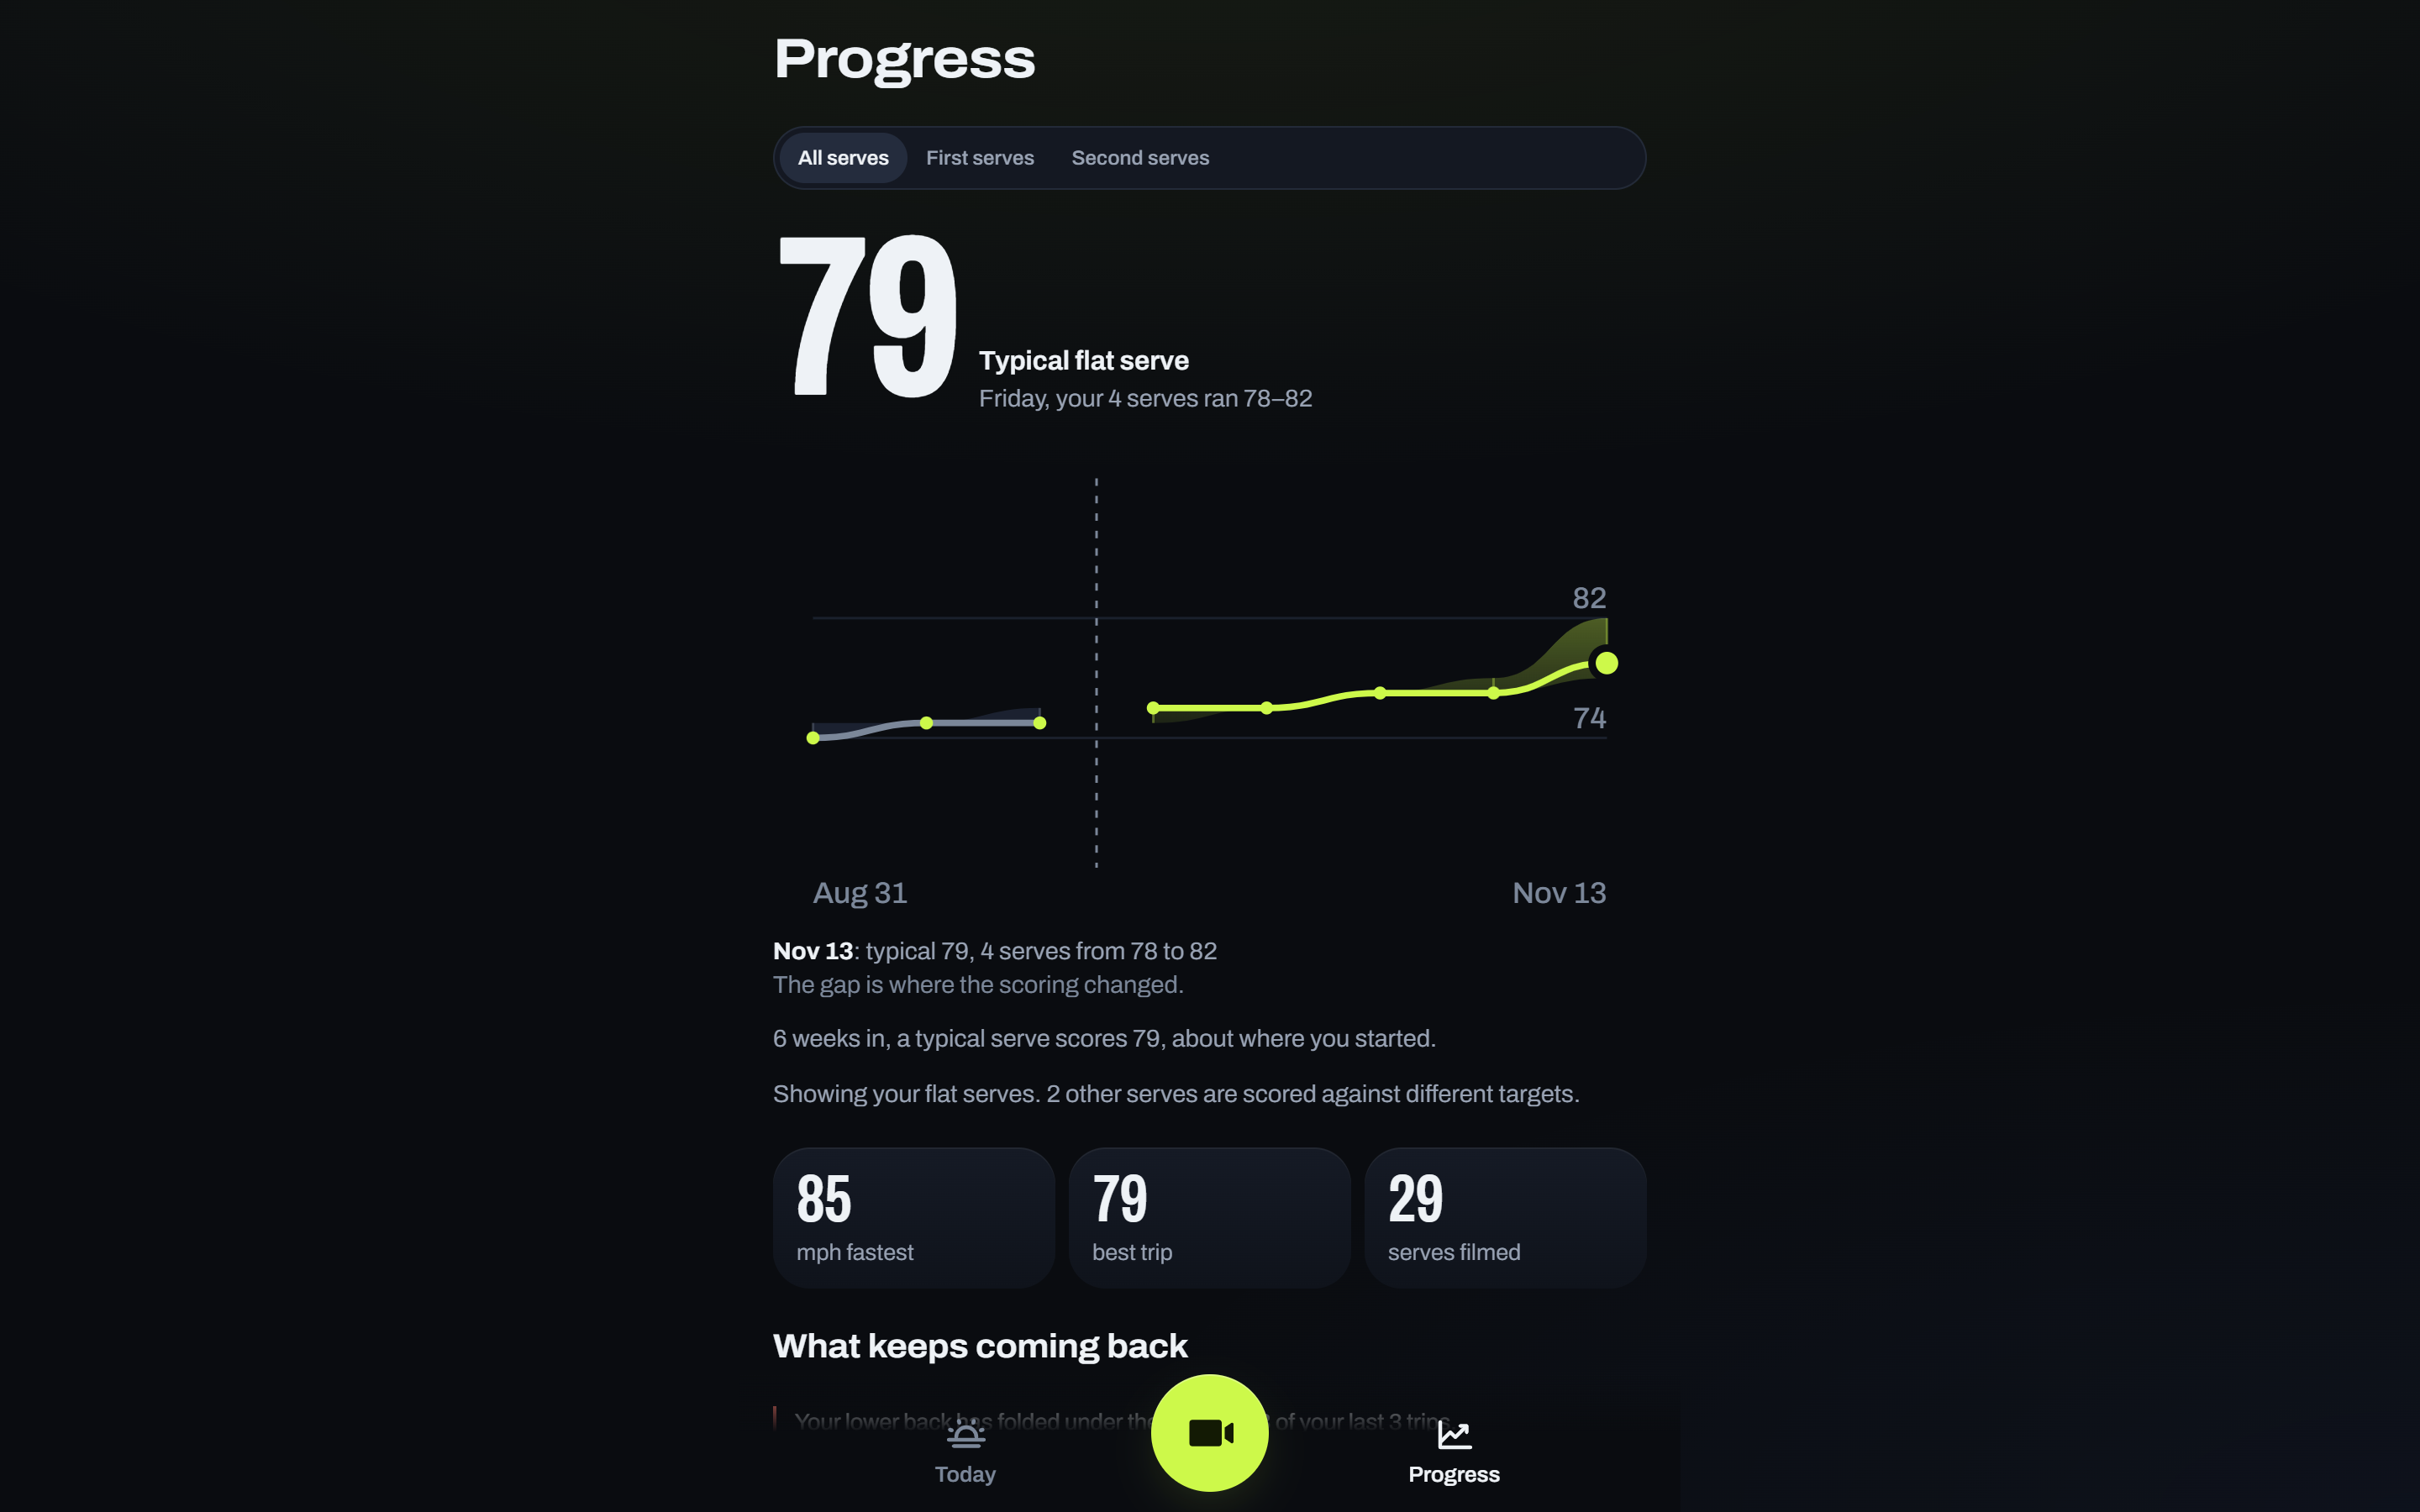 Progress
All serves First serves Second serves
79
Typical flat serve
Friday, your 4 serves ran 78–82
82
74
Aug 31 Nov 13
Nov 13: typical 79, 4 serves from 78 to 82
The gap is where the scoring changed.
6 weeks in, a typical serve scores 79, about where you started.
Showing your flat serves. 2 other serves are scored against different targets.
85 79 29
mph fastest best trip serves filmed
What keeps coming back
Your lower back has folded under the of your last 3 trips
Today Progress